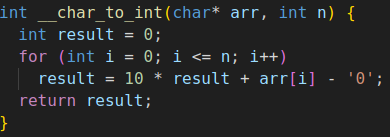 int __char_to_int(char* arr, int n) {
  int result = 0;
  for (int i = 0; i <= n; i++)
    result = 10 * result + arr[i] - '0';
  return result;
}